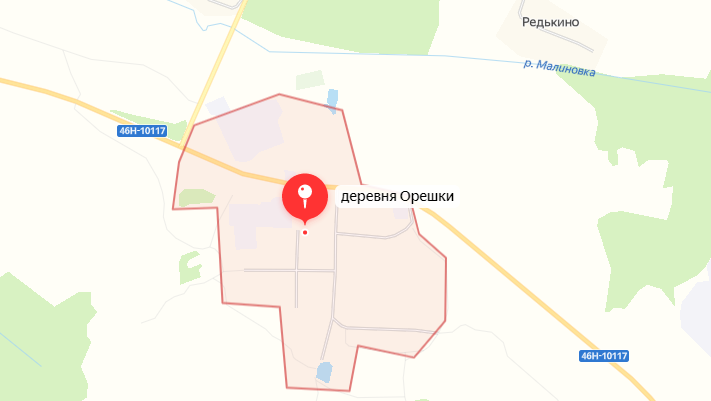 Редькино
р. Малиновка
46Н-10117
деревня Орешки
46Н-10117